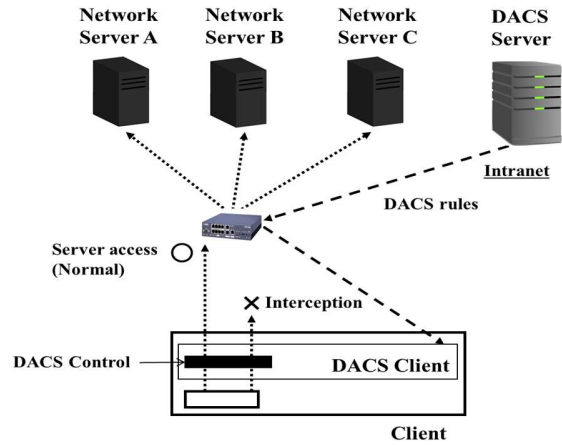 Network
Server A
Network
Server B
Network
Server C
DACS
Server
Intranet
DACS rules
Server access
(Normal)
Interception
DACS Control
DACS Client
Client